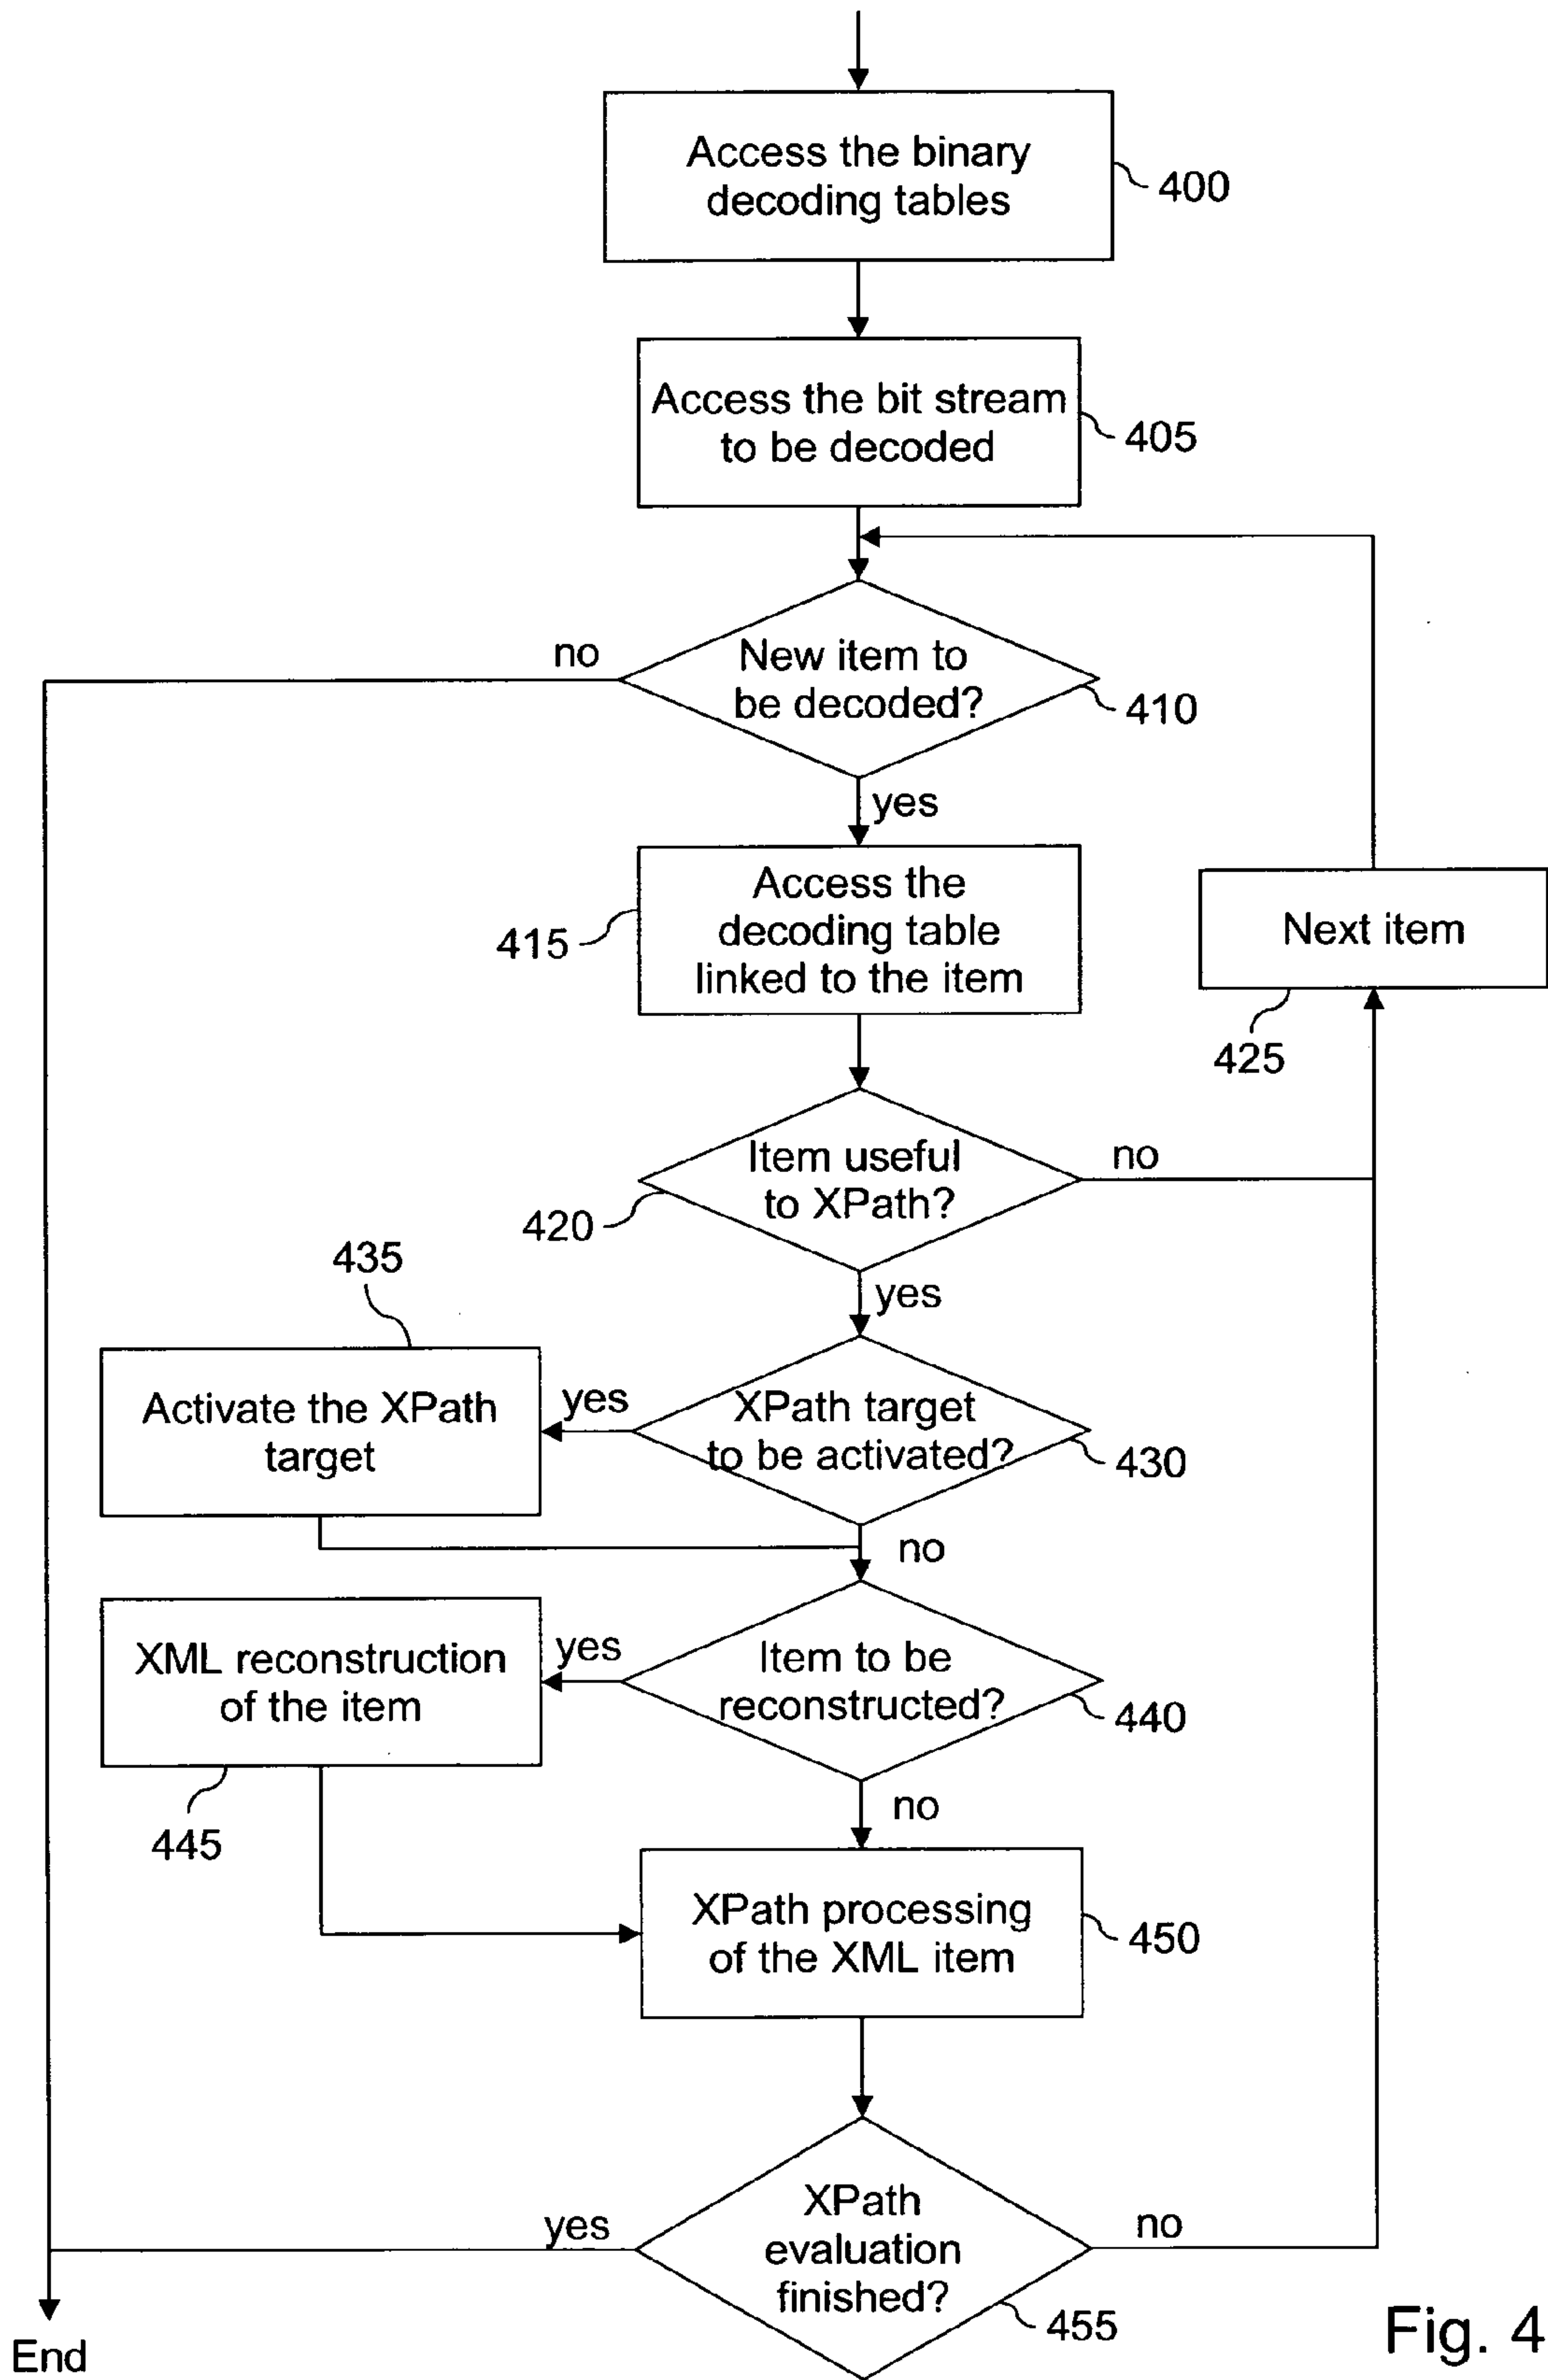 Access the binary
decoding tables
400
Access the bit stream
to be decoded
405
no
New item to
be decoded?
410
yes
Access the
decoding table
linked to the item
415
Next item
425
Item useful
to XPath?
no
420
yes
435
Activate the XPath
target
yes
XPath target
to be activated?
430
no
XML reconstruction
of the item
yes
Item to be
reconstructed?
440
445
no
XPath processing
of the XML item
450
yes
XPath
evaluation
finished?
no
455
End
Fig. 4